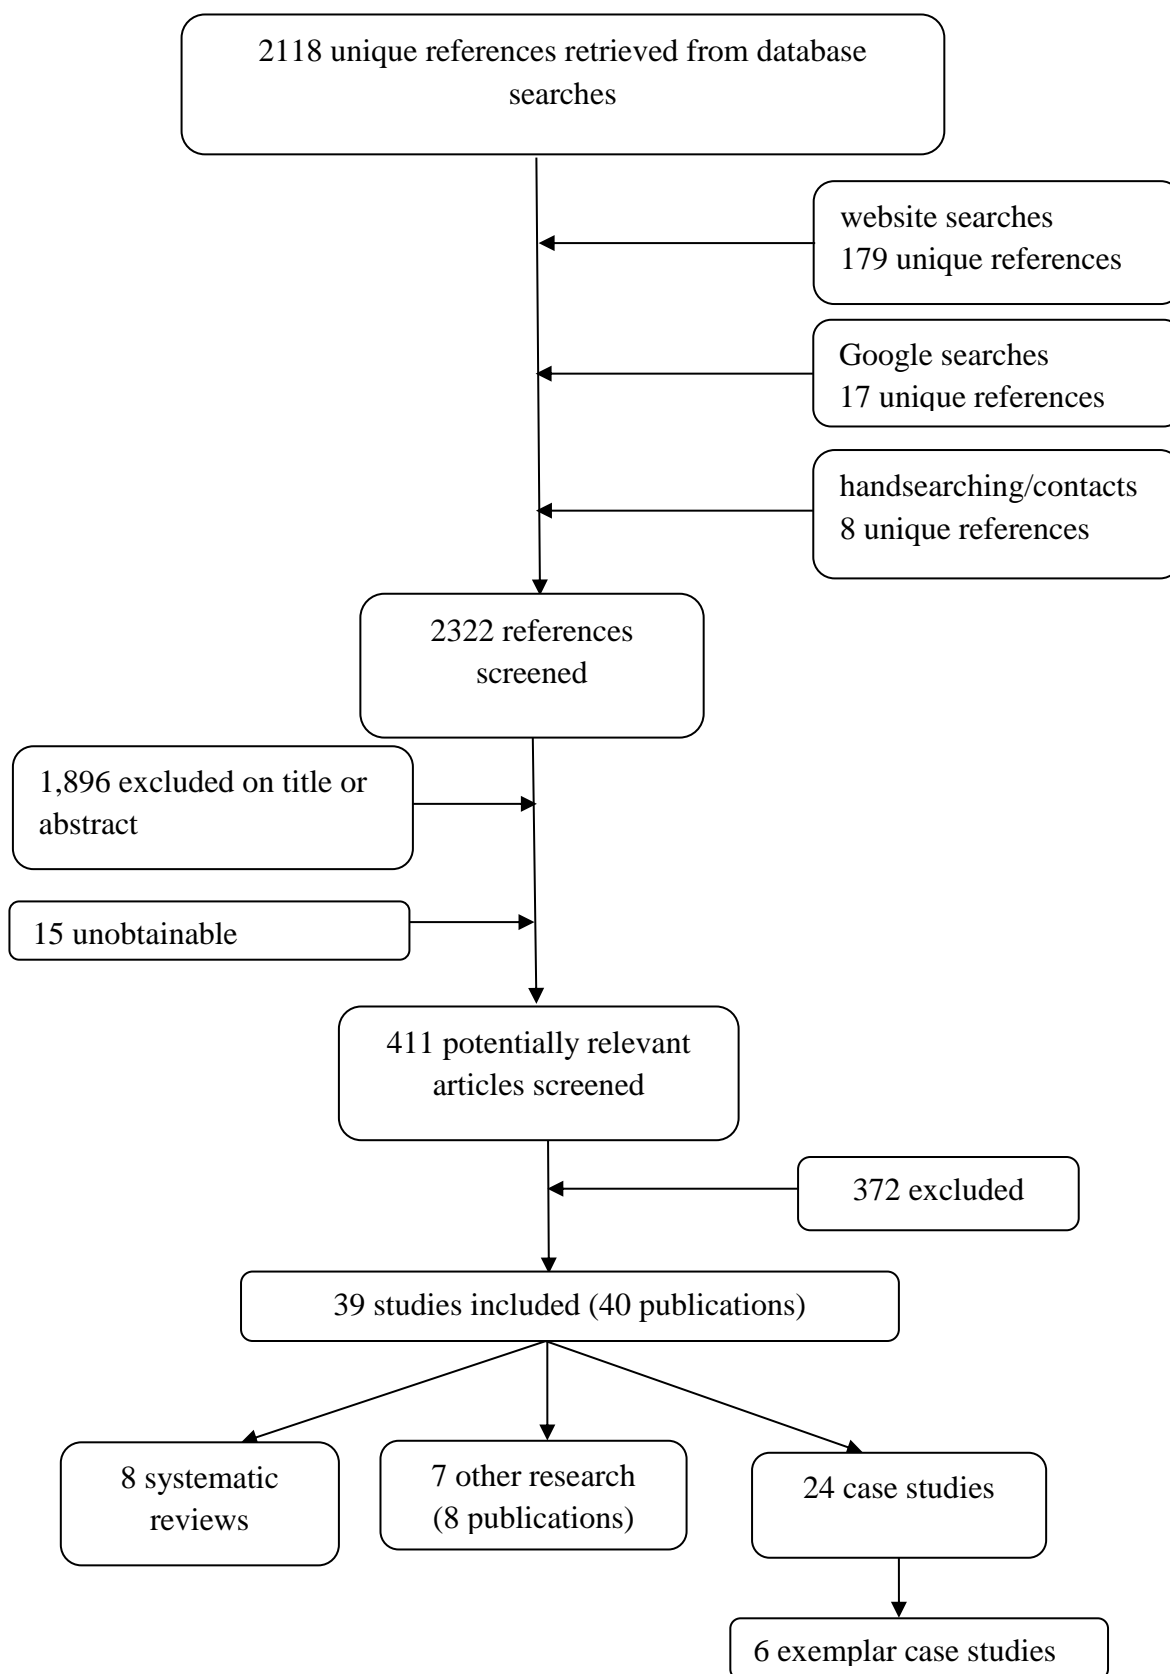 2118 unique references retrieved from database
searches
website searches
179 unique references
Google searches
17 unique references
handsearching/contacts
8 unique references
2322 references
screened
1,896 excluded on title or
abstract
15 unobtainable
411 potentially relevant
articles screened
372 excluded
39 studies included (40 publications)
8 systematic
reviews
7 other research
(8 publications)
24 case studies
6 exemplar case studies